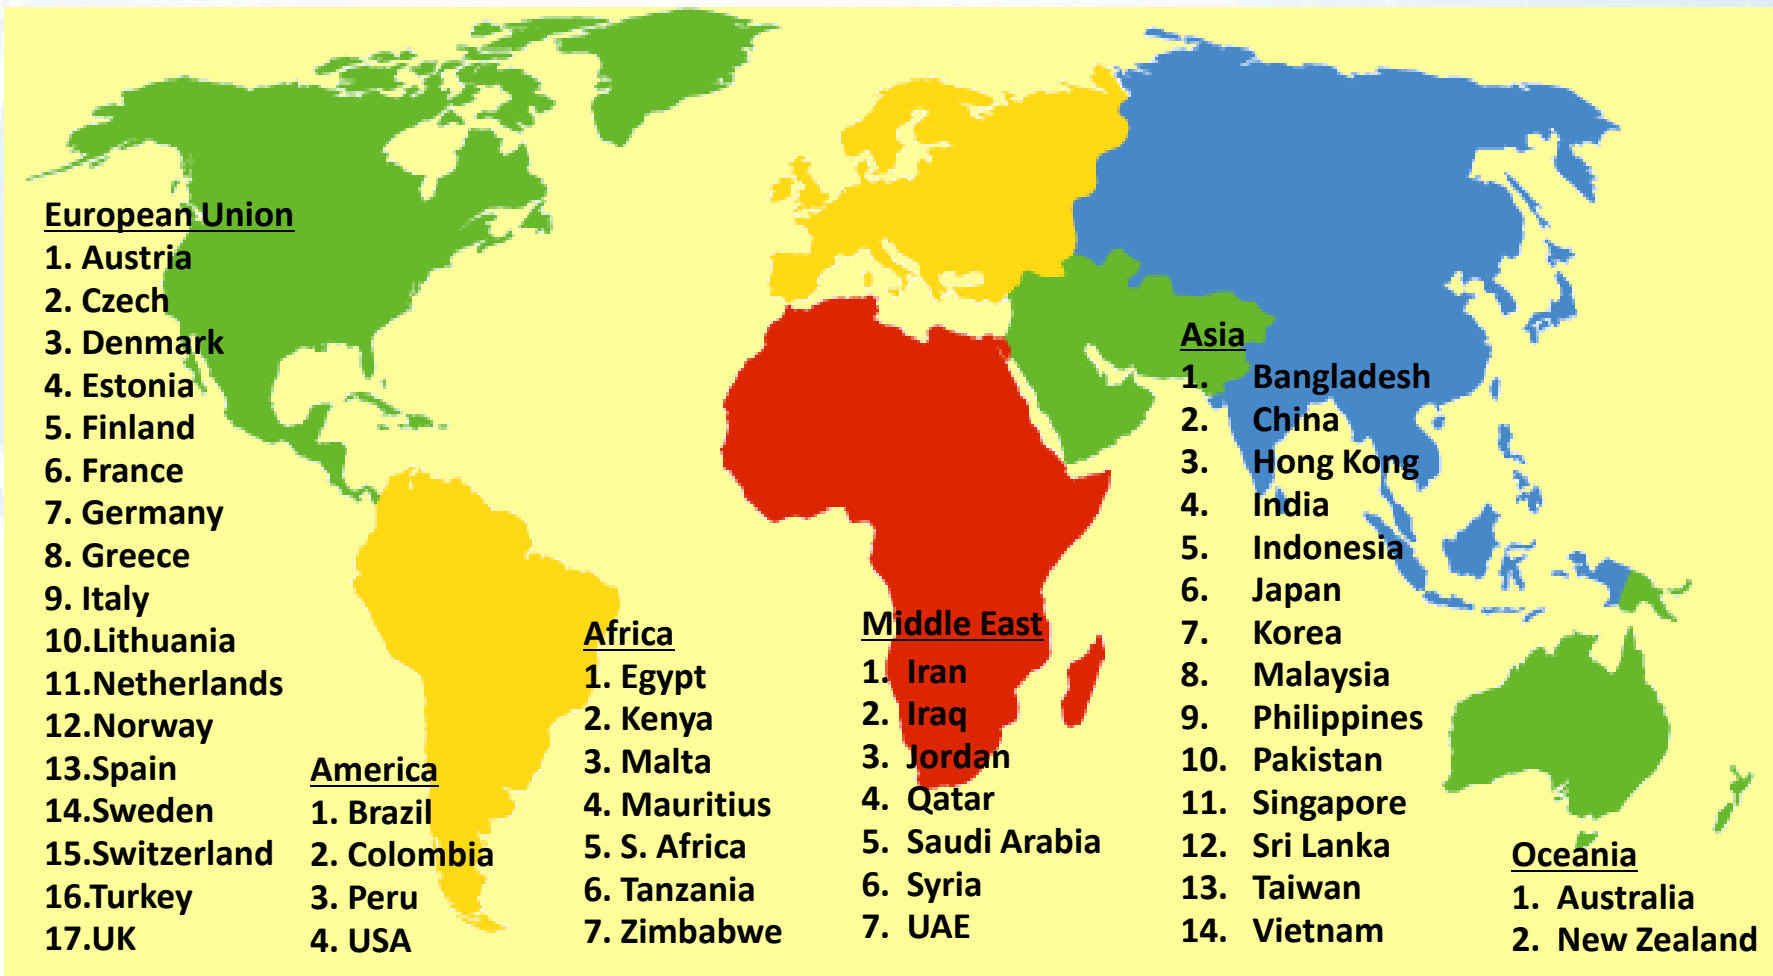 European Union
1. Austria
2. Czech
3. Denmark
4. Estonia
5. Finland
6. France
7. Germany
8. Greece
9. Italy
10.Lithuania
11.Netherlands
12.Norway
13.Spain
14.Sweden
15.Switzerland
16.Turkey
17.UK
America
1. Brazil
2. Colombia
3. Peru
4. USA
Africa
1. Egypt
2. Kenya
3. Malta
4. Mauritius
5. S. Africa
6. Tanzania
7. Zimbabwe
Middle East
1. Iran
2. Iraq
3. Jordan
4. Qatar
5. Saudi Arabia
6. Syria
7. UAE
Asia
1. Bangladesh
2. China
3. Hong Kong
4. India
5. Indonesia
6. Japan
7. Korea
8. Malaysia
9. Philippines
10. Pakistan
11. Singapore
12. Sri Lanka
13. Taiwan
14. Vietnam
Oceania
1. Australia
2. New Zealand